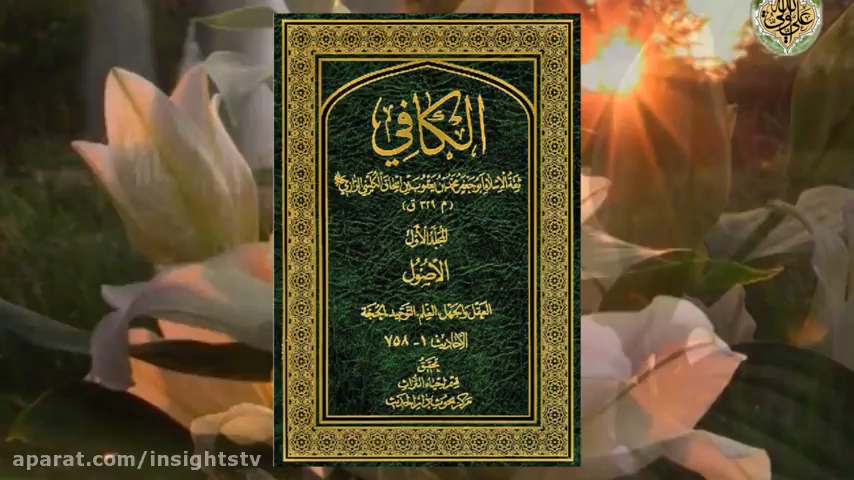 الكافي
ثقة الإسلام أبو جعفر محمد بن يعقوب بن إسحاق الكليني الرازي
(م ٣٢٩ ق)
المجلد الأول
الأصول
العقل والجهل، العلم، التوحيد، الحجة
الأحاديث ١ - ٧٥٨
تحقيق
قسم إحياء التراث
مركز بحوث دار الحديث
aparat.com/insightstv